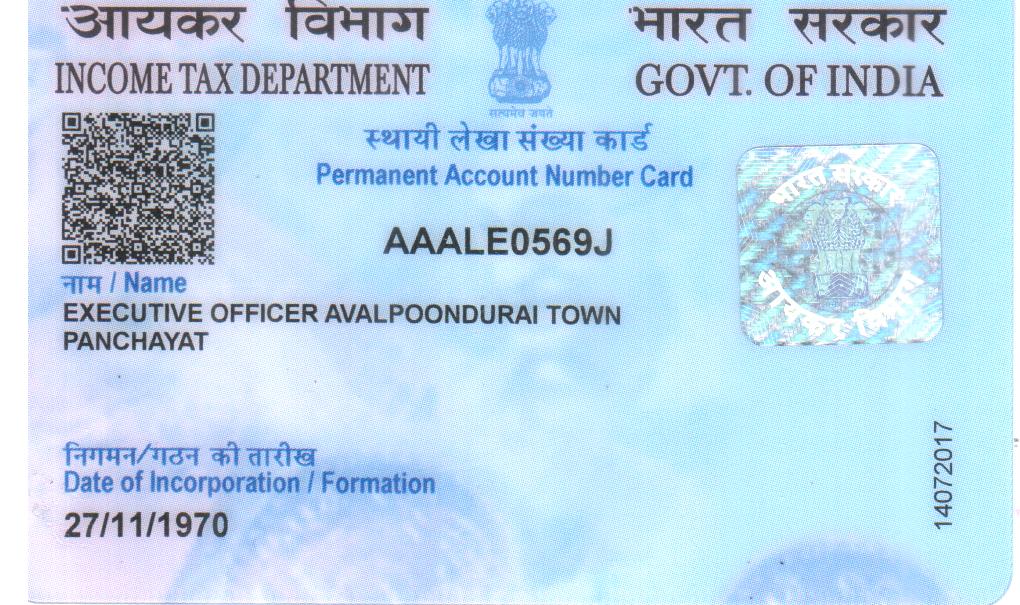 आयकर विभाग
INCOME TAX DEPARTMENT
भारत सरकार
GOVT. OF INDIA
सत्यमेव जयते
स्थायी लेखा संख्या कार्ड
Permanent Account Number Card
AAALE0569J
भारत सरकार
आयकर विभाग
नाम / Name
EXECUTIVE OFFICER AVALPOONDURAI TOWN
PANCHAYAT
निगमन/गठन की तारीख
Date of Incorporation / Formation
27/11/1970
14072017